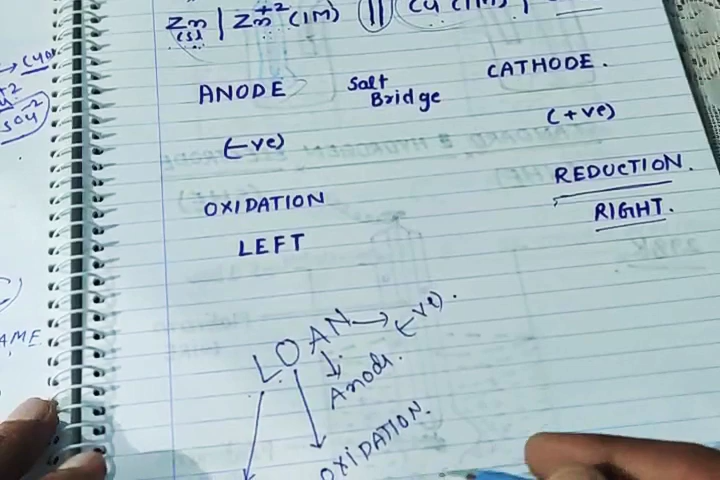 Zn(s) | Zn+2 (1M) || Cu (1M) |
ANODE Salt Bridge CATHODE.
(-ve) (+ve)
OXIDATION REDUCTION.
LEFT RIGHT.
LOAN → (-ve).
Anode.
OXIDATION.
AME.